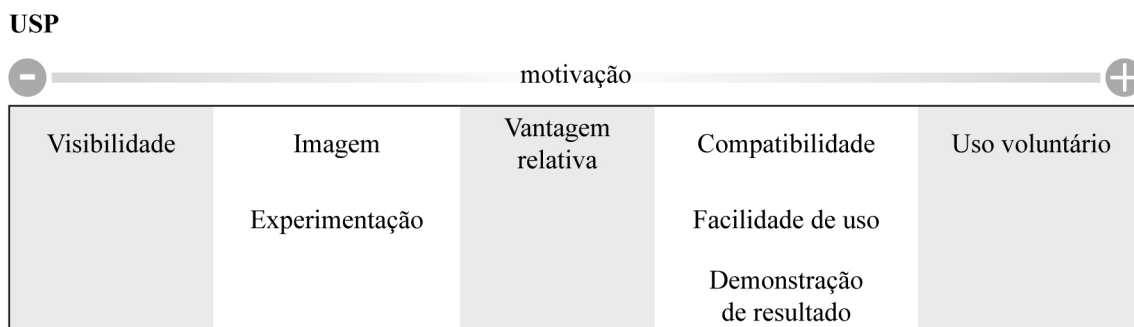 USP
motivação
Visibilidade
Imagem
Experimentação
Vantagem
relativa
Compatibilidade
Facilidade de uso
Demonstração
de resultado
Uso voluntário